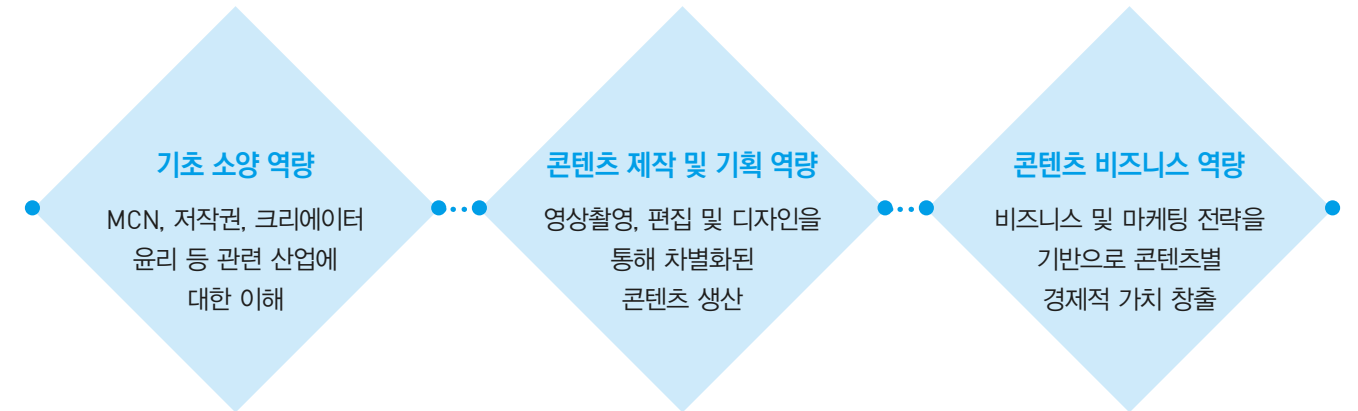 기초 소양 역량
MCN, 저작권, 크리에이터
윤리 등 관련 산업에
대한 이해
콘텐츠 제작 및 기획 역량
영상촬영, 편집 및 디자인을
통해 차별화된
콘텐츠 생산
콘텐츠 비즈니스 역량
비즈니스 및 마케팅 전략을
기반으로 콘텐츠별
경제적 가치 창출